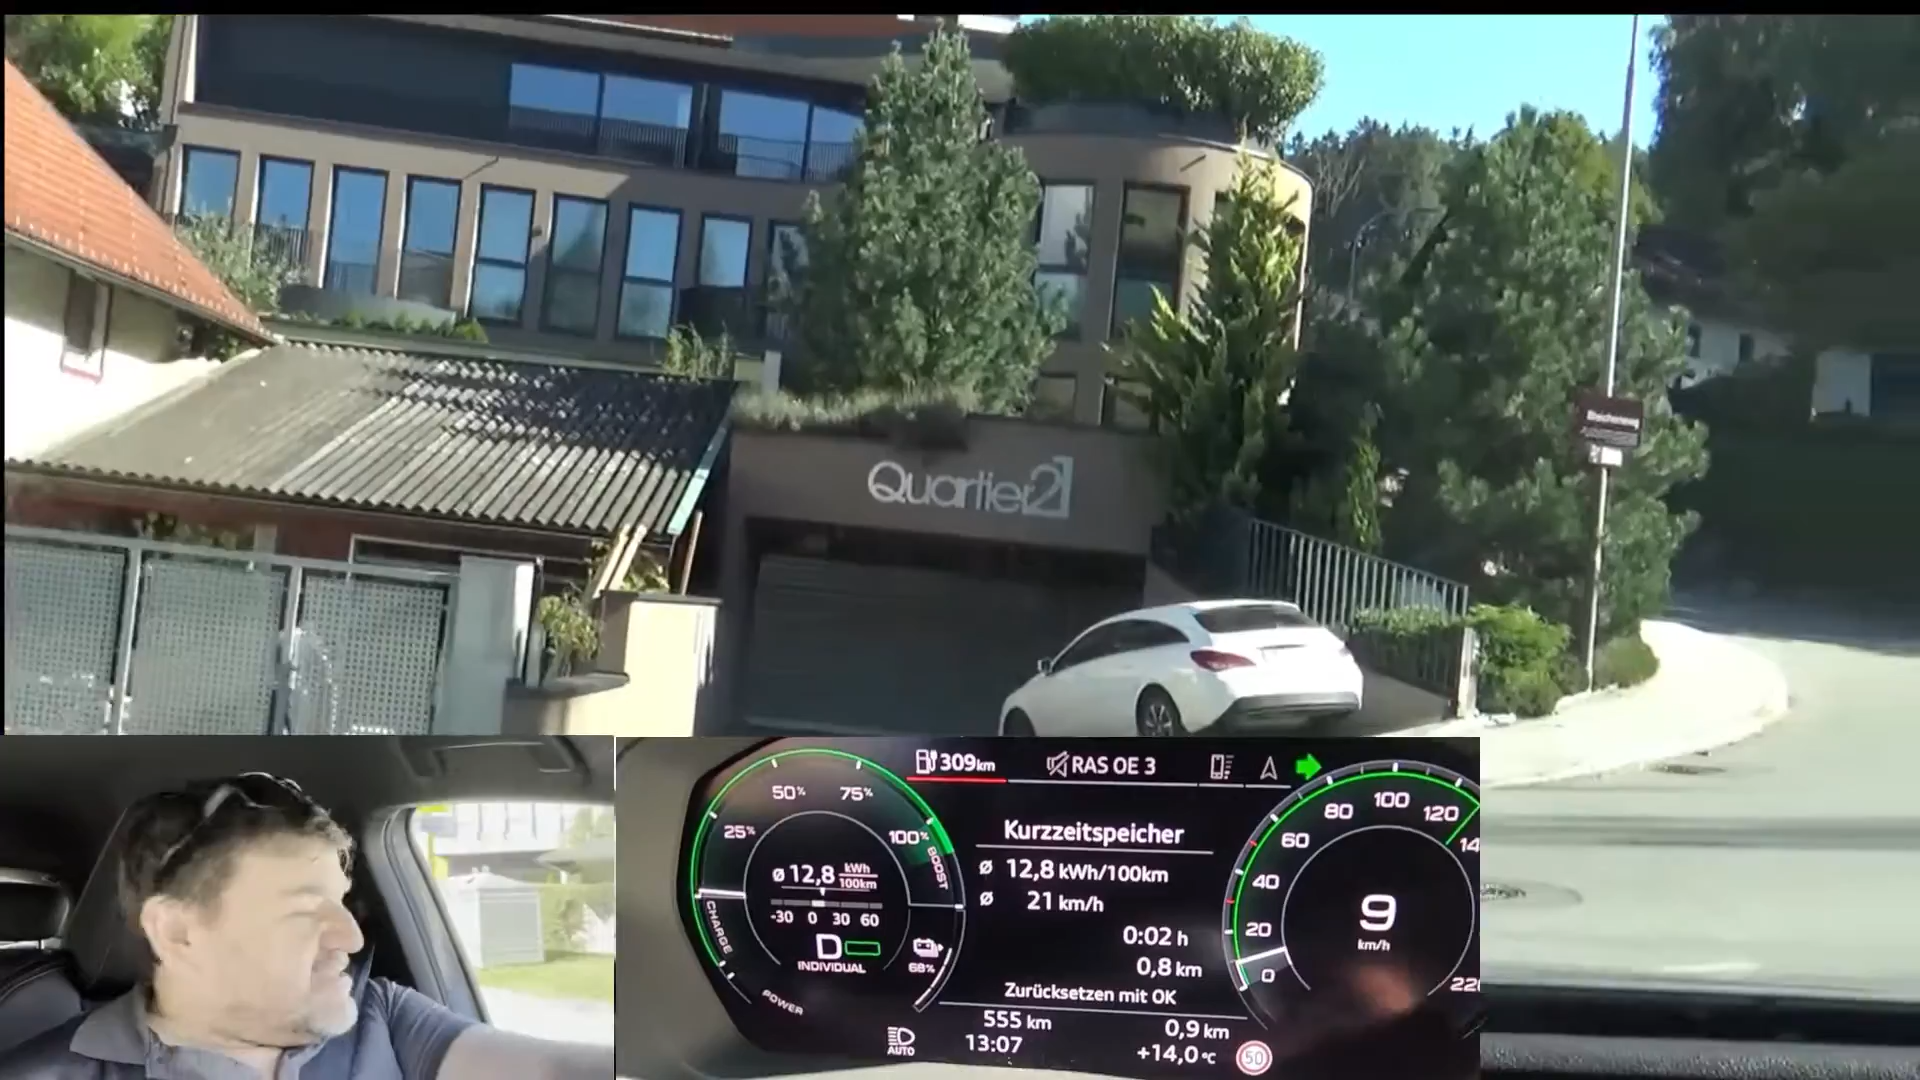 Quartier21
309km
RAS OE 3
50%
75%
25%
100%
BOOST
ø 12,8 kWh/100km
-30 0 30 60
CHARGE
D
INDIVIDUAL
68%
POWER
AUTO
Kurzzeitspeicher
ø 12,8 kWh/100km
ø 21 km/h
0:02 h
0,8 km
Zurücksetzen mit OK
555 km
0,9 km
13:07
+14,0 °C
50
0
20
40
60
80
100
120
14
220
9
km/h